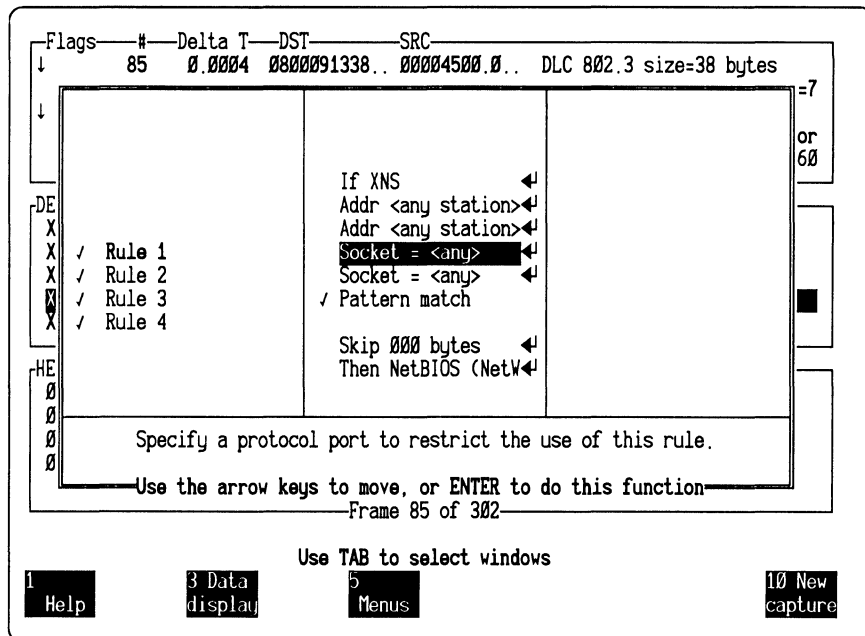 Flags # Delta T DST SRC
↓ 85 0.0004 0800091338.. 00004500.0.. DLC 802.3 size=38 bytes
=7
↓
or
60
If XNS ↵
Addr <any station>↵
DE
X Addr <any station>↵
X ✓ Rule 1 Socket = <any> ↵
X ✓ Rule 2 Socket = <any> ↵
X ✓ Rule 3 ✓ Pattern match
X ✓ Rule 4
Skip 000 bytes ↵
HE Then NetBIOS (NetW↵
0
0
0 Specify a protocol port to restrict the use of this rule.
0
Use the arrow keys to move, or ENTER to do this function
Frame 85 of 302
Use TAB to select windows
1 Help
3 Data display
5 Menus
10 New capture